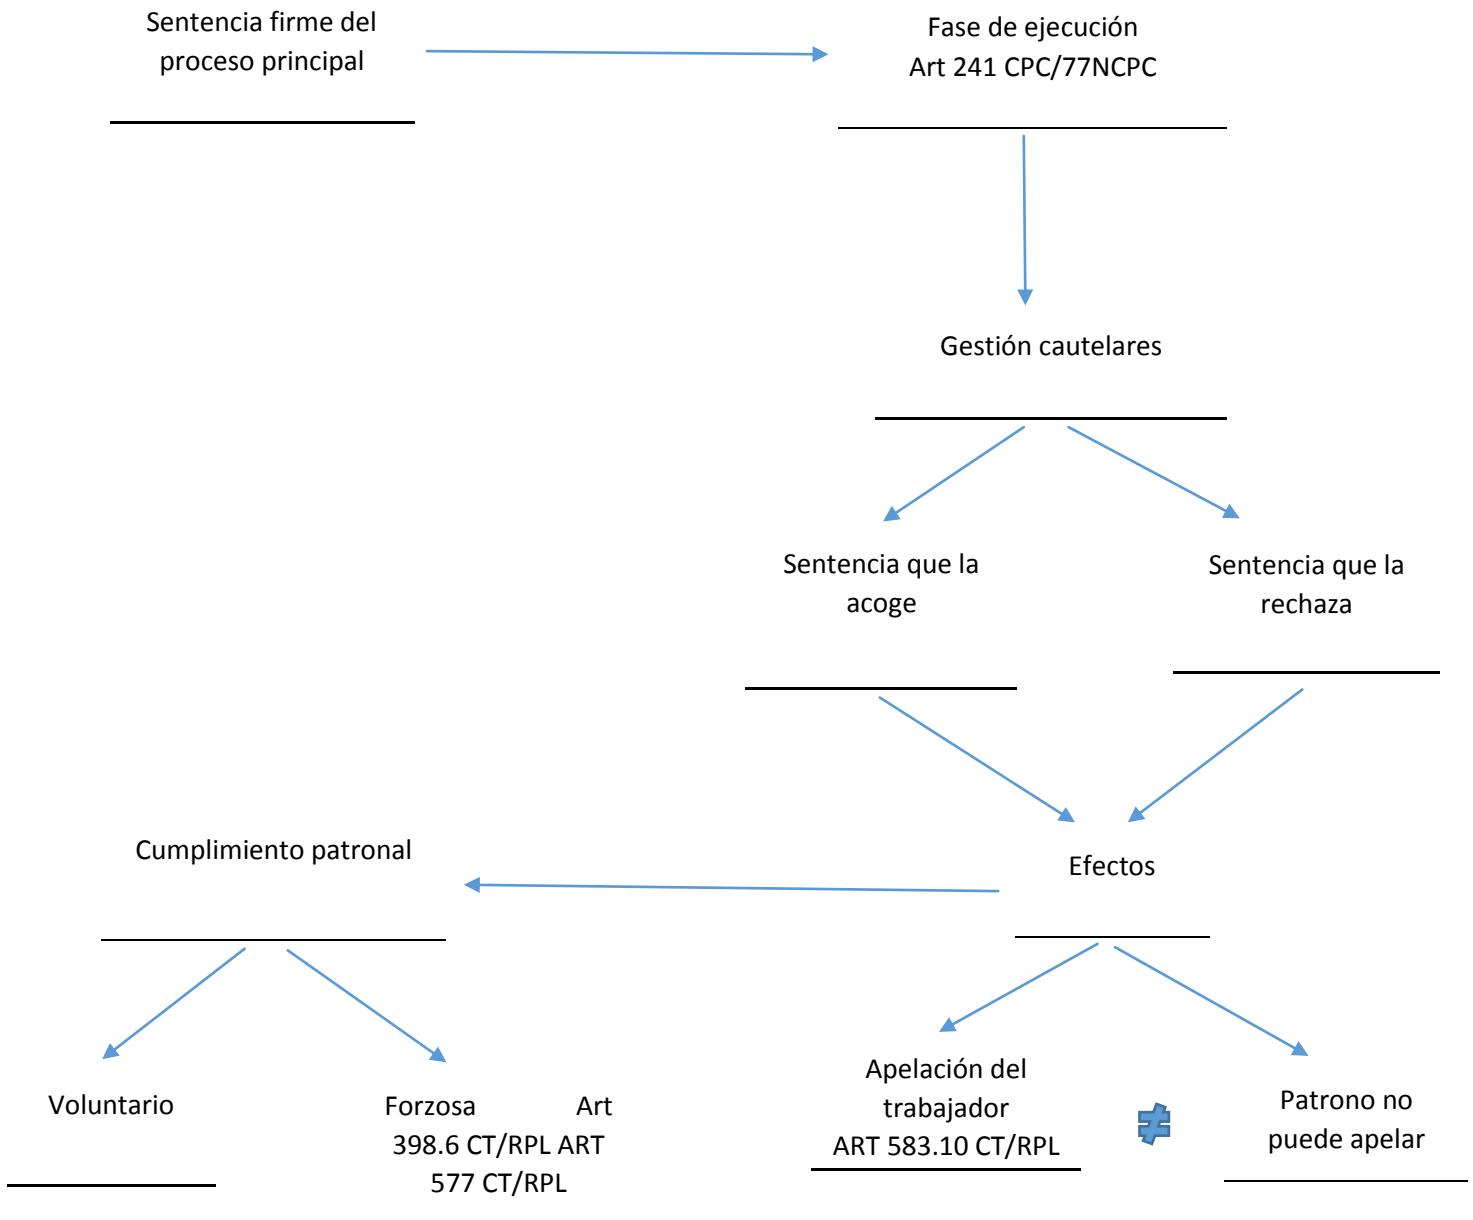 Sentencia firme del
proceso principal
Fase de ejecución
Art 241 CPC/77NCPC
Gestión cautelares
Sentencia que la
acoge
Sentencia que la
rechaza
Cumplimiento patronal
Efectos
Voluntario
Forzosa Art
398.6 CT/RPL ART
577 CT/RPL
Apelación del
trabajador
ART 583.10 CT/RPL
≠
Patrono no
puede apelar